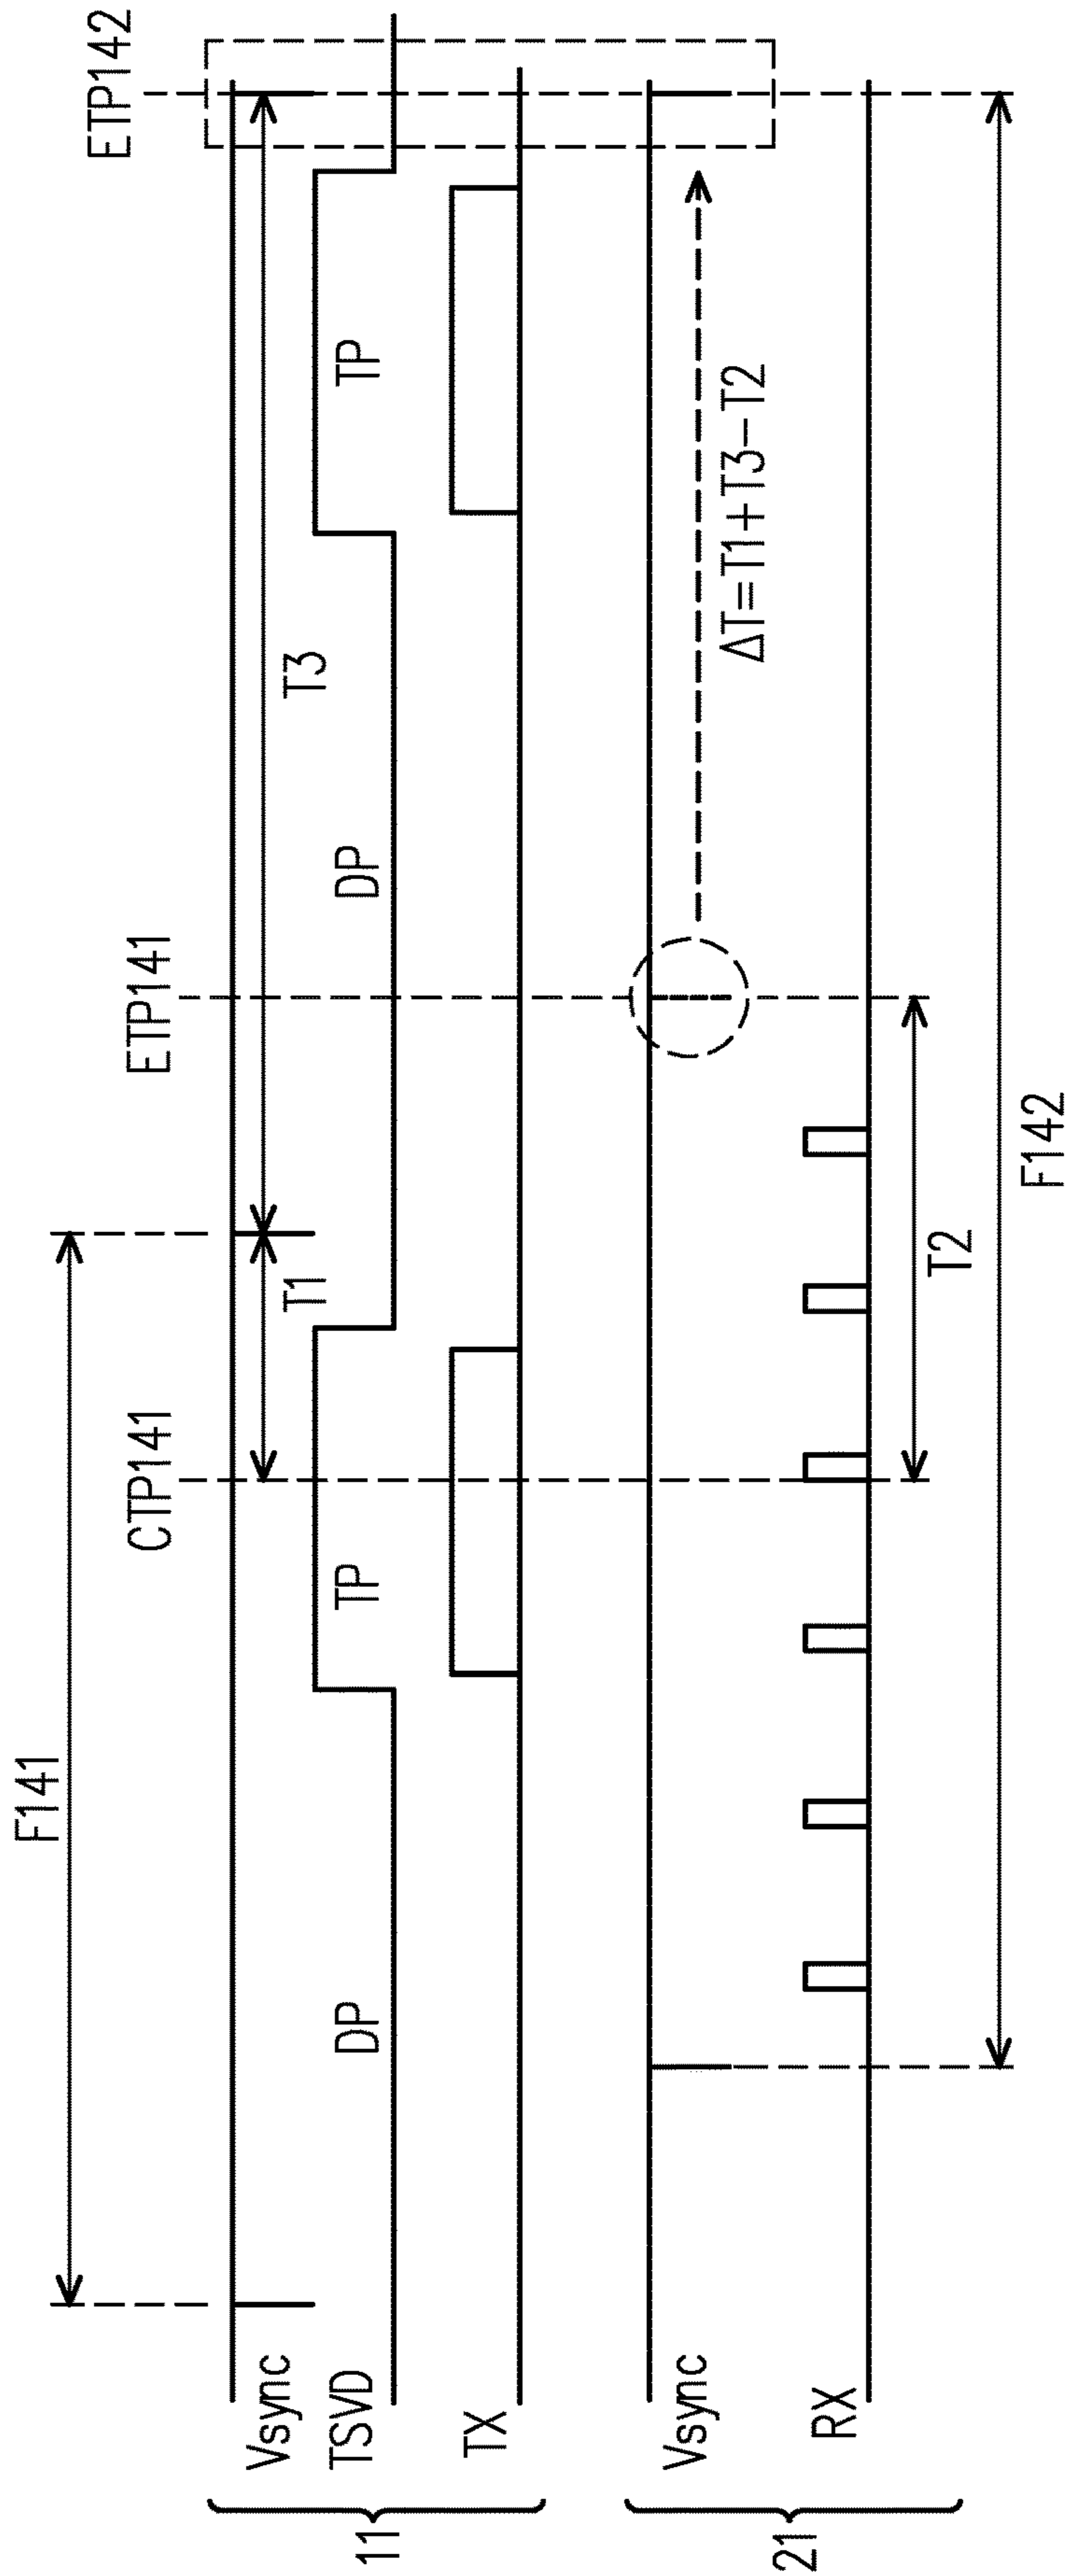 F141
CTP141
ETP141
ETP142
11
Vsync
T1
T3
TSVD
DP
TP
DP
TP
TX
21
Vsync
ΔT=T1+T3-T2
RX
T2
F142